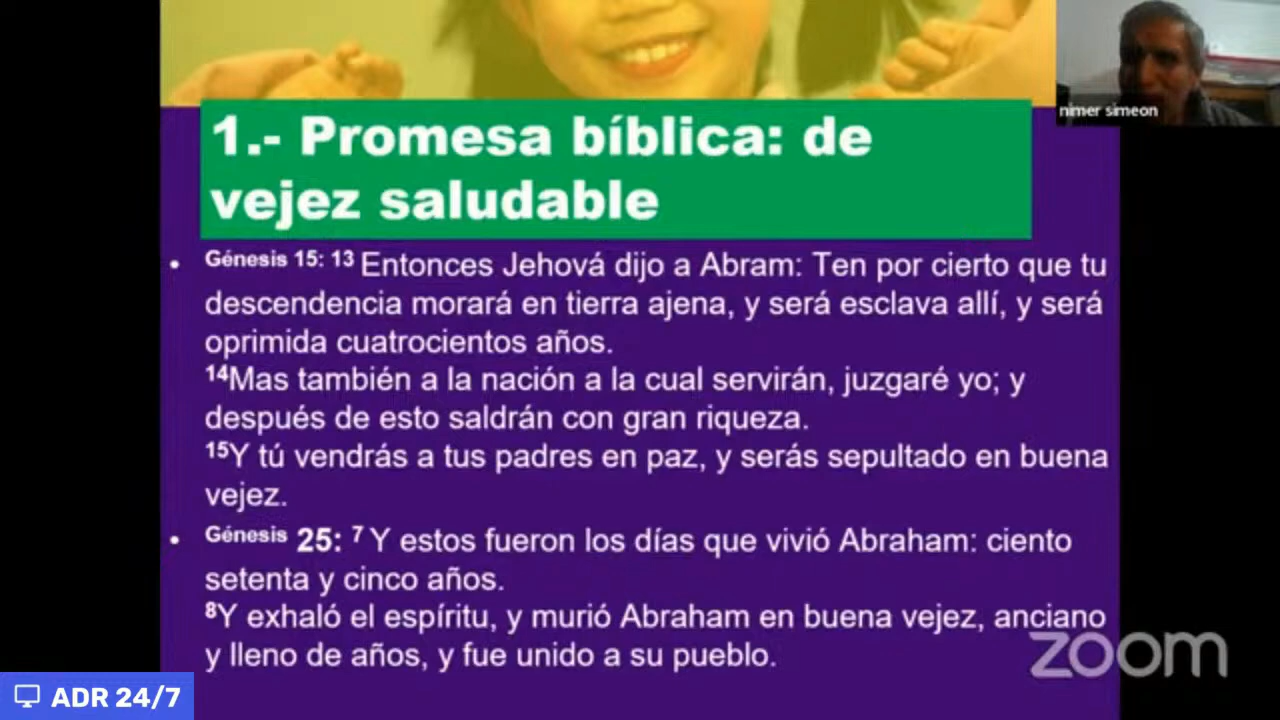 nimer simeon
1.- Promesa bíblica: de
vejez saludable
• Génesis 15: 13 Entonces Jehová dijo a Abram: Ten por cierto que tu
descendencia morará en tierra ajena, y será esclava allí, y será
oprimida cuatrocientos años.
14Mas también a la nación a la cual servirán, juzgaré yo; y
después de esto saldrán con gran riqueza.
15Y tú vendrás a tus padres en paz, y serás sepultado en buena
vejez.
• Génesis 25: 7 Y estos fueron los días que vivió Abraham: ciento
setenta y cinco años.
8Y exhaló el espíritu, y murió Abraham en buena vejez, anciano
y lleno de años, y fue unido a su pueblo.
zoom
ADR 24/7